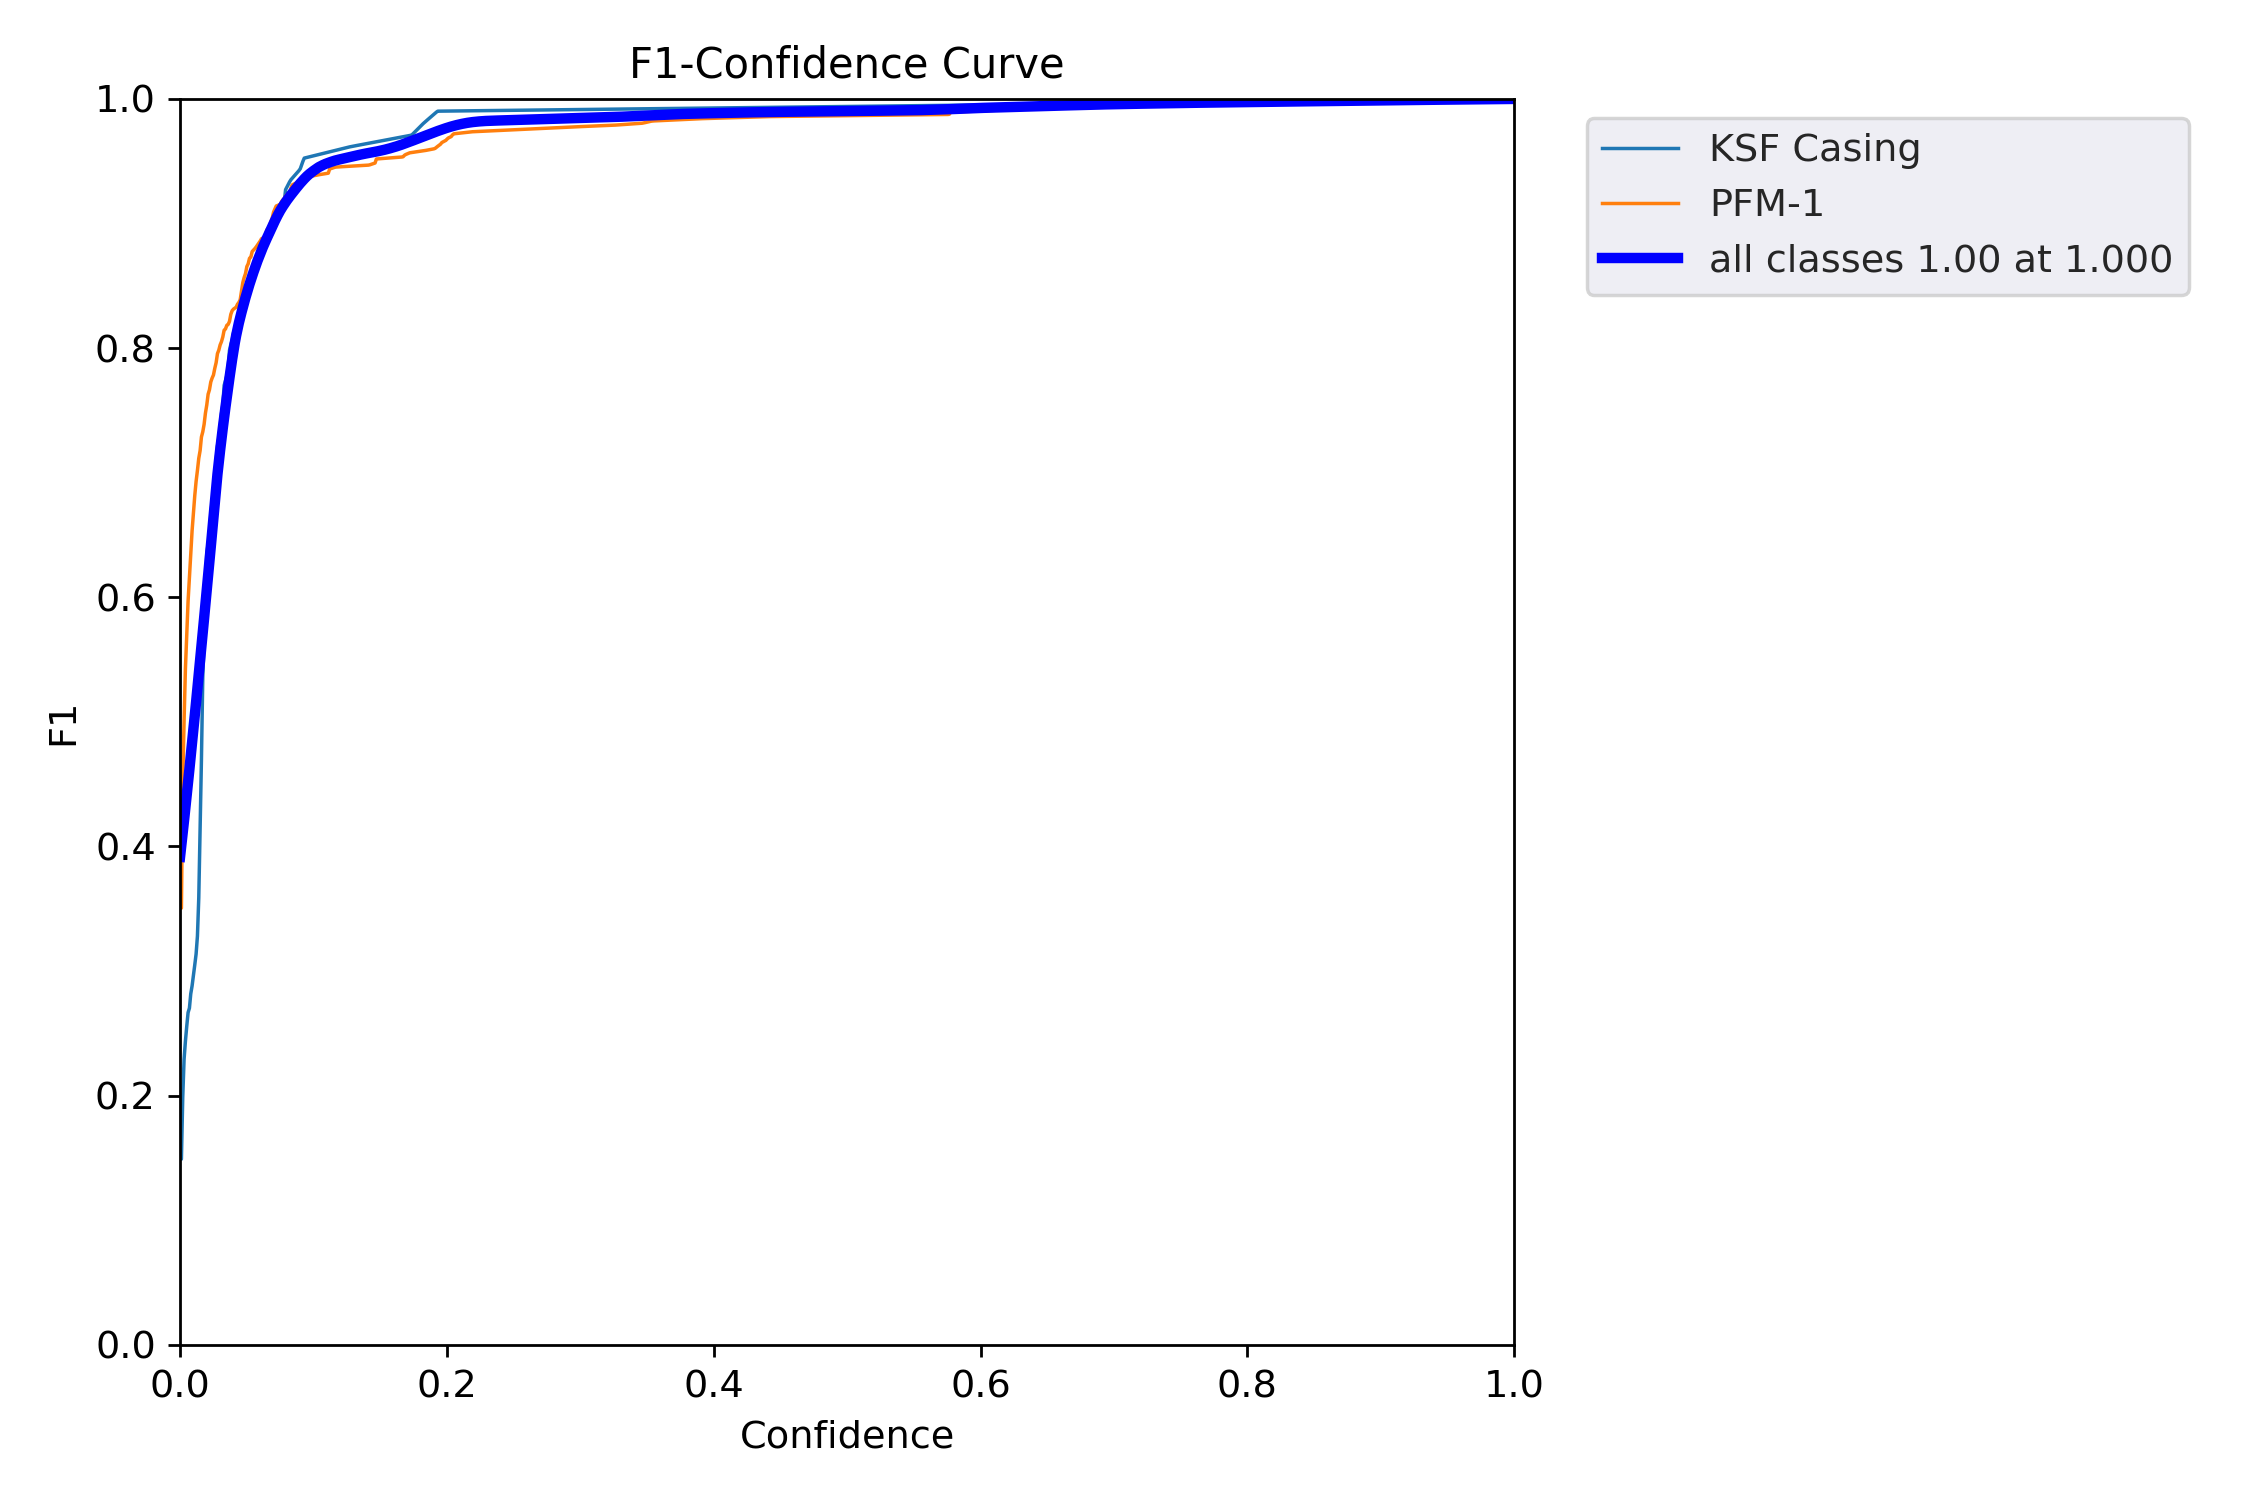 F1-Confidence Curve
1.0
0.8
0.6
0.4
0.2
0.0
F1
0.0 0.2 0.4 0.6 0.8 1.0
Confidence
KSF Casing
PFM-1
all classes 1.00 at 1.000